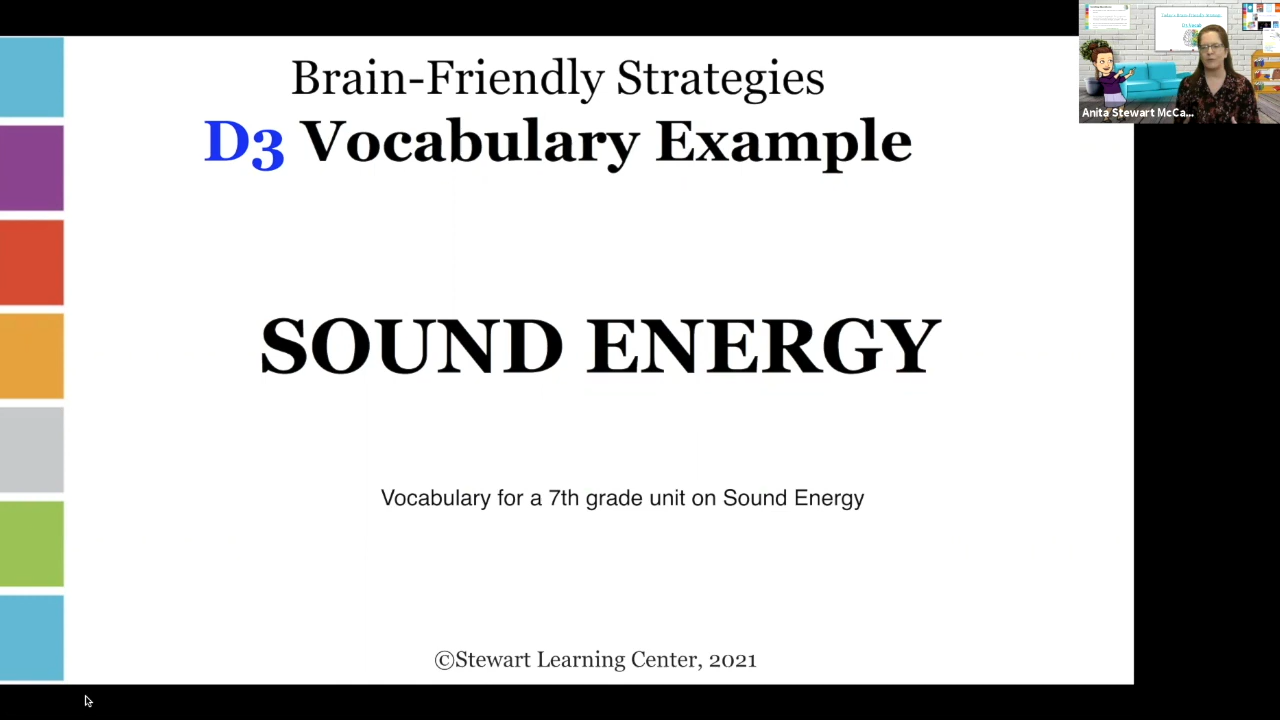 Brain-Friendly Strategies
D3 Vocabulary Example
SOUND ENERGY
Vocabulary for a 7th grade unit on Sound Energy
©Stewart Learning Center, 2021
Anita Stewart McCa...